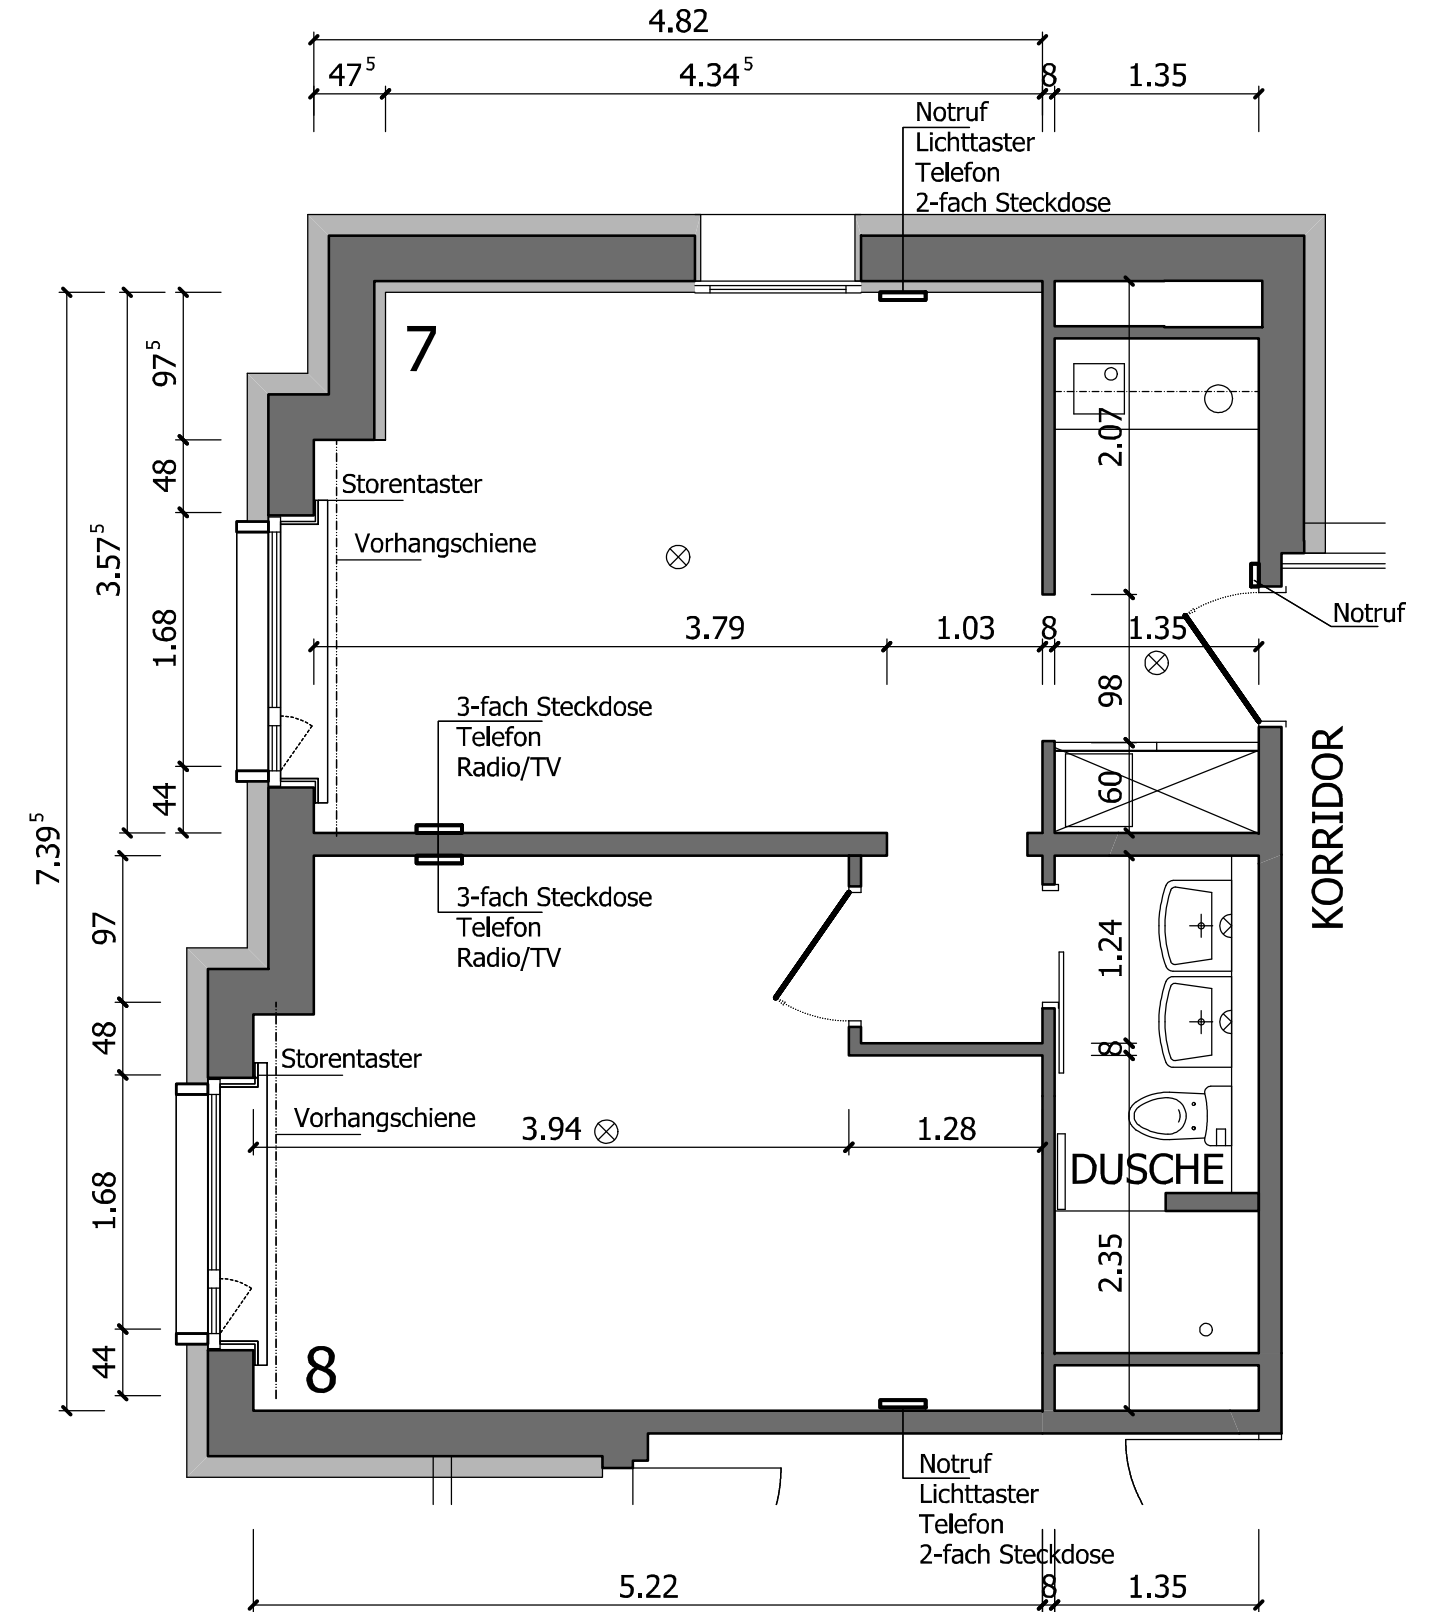 4.82
47⁵ 4.34⁵ 8 1.35
Notruf
Lichttaster
Telefon
2-fach Steckdose
7
97⁵
48
2.07
Storentaster
Vorhangschiene
3.57⁵
1.68
Notruf
3.79 1.03 8 1.35
98
3-fach Steckdose
Telefon
Radio/TV
60
44
KORRIDOR
7.39⁵
3-fach Steckdose
Telefon
Radio/TV
97
1.24
48
8
Storentaster
Vorhangschiene
3.94 1.28
DUSCHE
1.68
2.35
44
8
Notruf
Lichttaster
Telefon
2-fach Steckdose
5.22 8 1.35